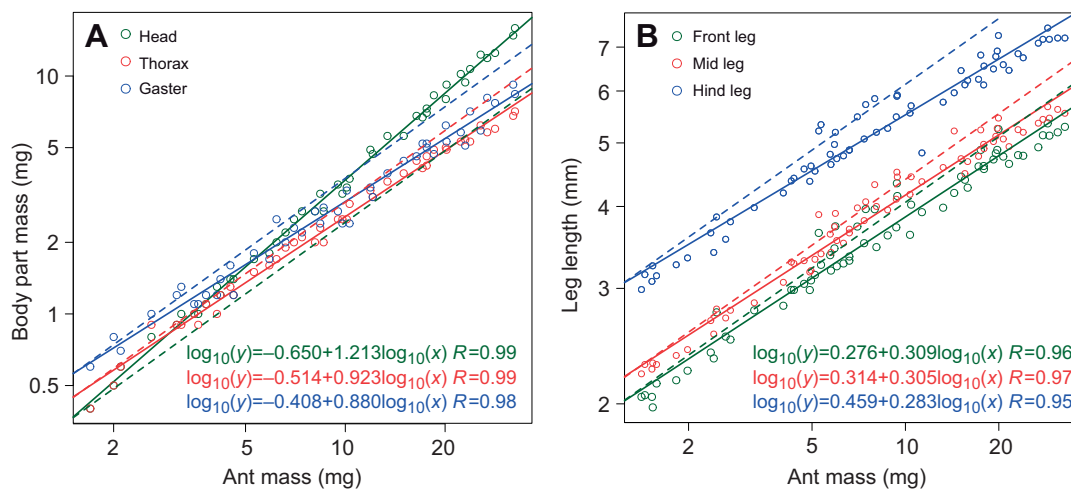 A
Head
Thorax
Gaster
10
5
2
1
0.5
Body part mass (mg)
log10(y)=–0.650+1.213log10(x) R=0.99
log10(y)=–0.514+0.923log10(x) R=0.99
log10(y)=–0.408+0.880log10(x) R=0.98
2 5 10 20
Ant mass (mg)
B
Front leg
Mid leg
Hind leg
7
6
5
4
3
2
Leg length (mm)
log10(y)=0.276+0.309log10(x) R=0.96
log10(y)=0.314+0.305log10(x) R=0.97
log10(y)=0.459+0.283log10(x) R=0.95
2 5 10 20
Ant mass (mg)